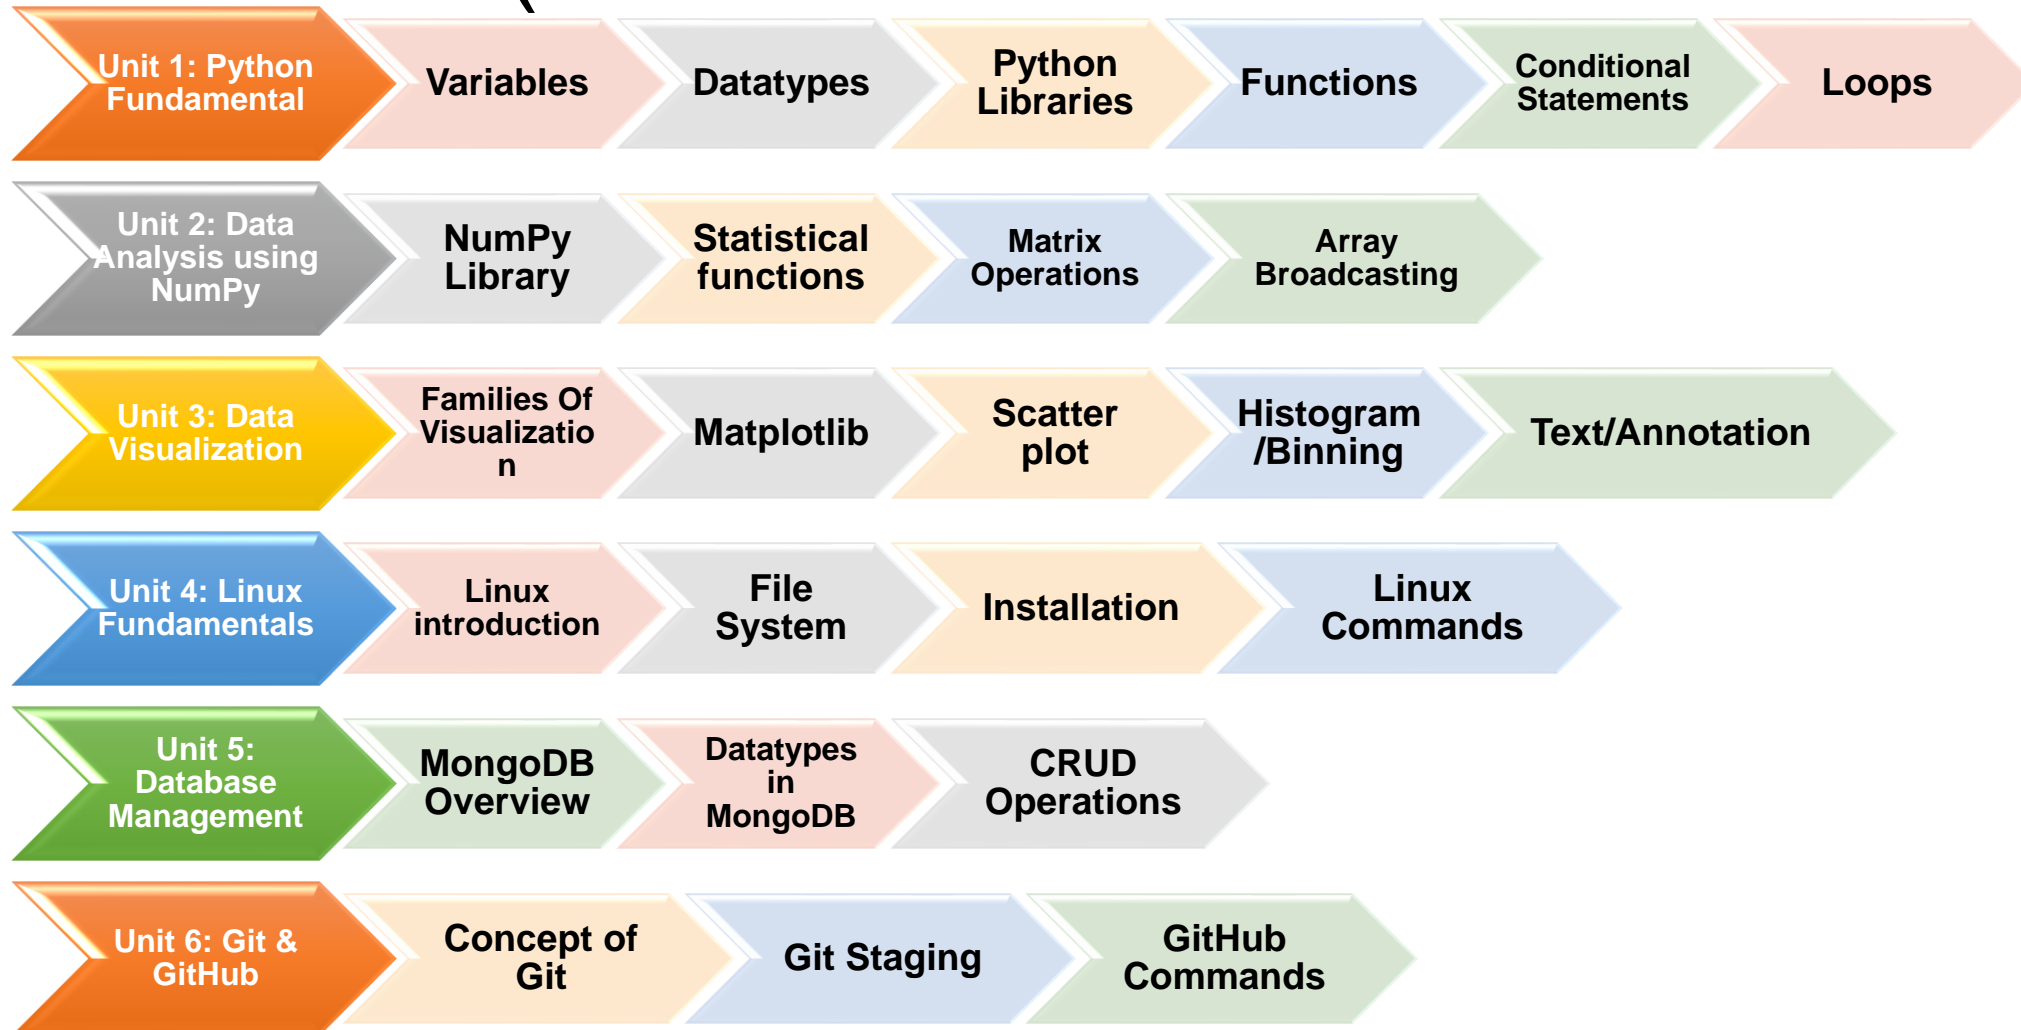 Unit 1: Python
Fundamental
Variables
Datatypes
Python
Libraries
Functions
Conditional
Statements
Loops
Unit 2: Data
Analysis using
NumPy
NumPy
Library
Statistical
functions
Matrix
Operations
Array
Broadcasting
Unit 3: Data
Visualization
Families Of
Visualizatio
n
Matplotlib
Scatter
plot
Histogram
/Binning
Text/Annotation
Unit 4: Linux
Fundamentals
Linux
introduction
File
System
Installation
Linux
Commands
Unit 5:
Database
Management
MongoDB
Overview
Datatypes
in
MongoDB
CRUD
Operations
Unit 6: Git &
GitHub
Concept of
Git
Git Staging
GitHub
Commands